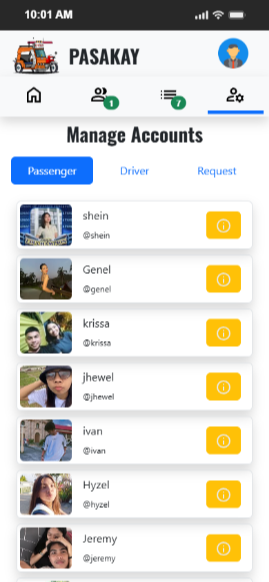 10:01 AM
PASAKAY
1
7
Manage Accounts
Passenger
Driver
Request
shein
@shein
Genel
@genel
krissa
@krissa
jhewel
@jhewel
ivan
@ivan
Hyzel
@hyzel
Jeremy
@jeremy